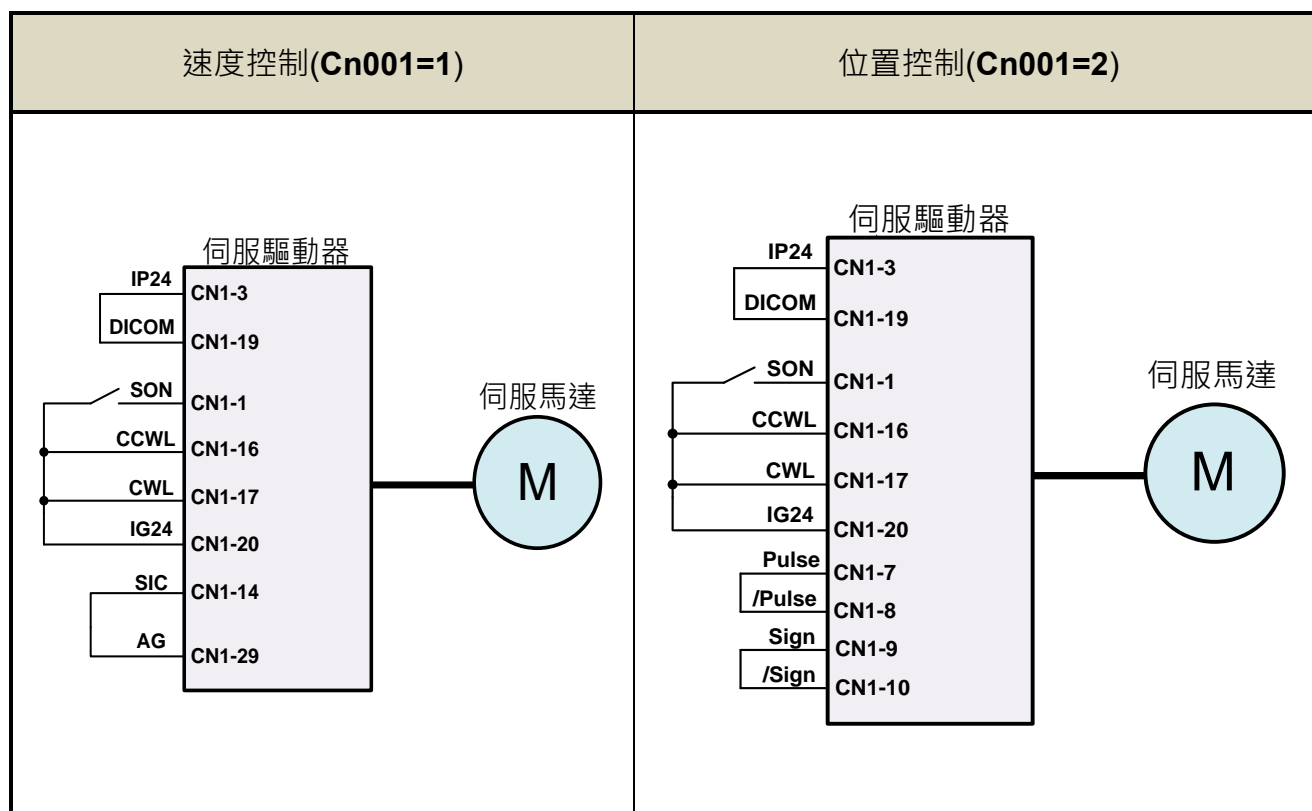 速度控制(Cn001=1)
位置控制(Cn001=2)
伺服驅動器
IP24
CN1-3
DICOM
CN1-19
SON
CN1-1
CCWL
CN1-16
CWL
CN1-17
IG24
CN1-20
SIC
CN1-14
AG
CN1-29
伺服馬達
M
伺服驅動器
IP24
CN1-3
DICOM
CN1-19
SON
CN1-1
CCWL
CN1-16
CWL
CN1-17
IG24
CN1-20
Pulse
CN1-7
/Pulse
CN1-8
Sign
CN1-9
/Sign
CN1-10
伺服馬達
M